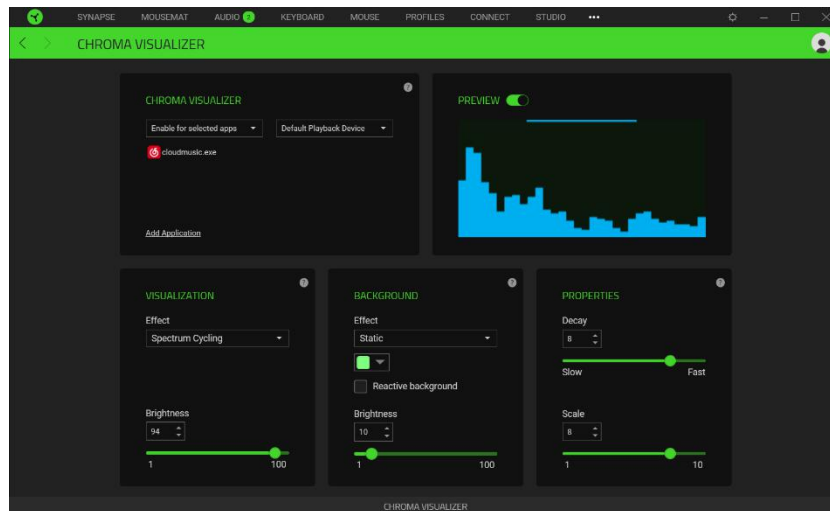 SYNAPSE MOUSEMAT AUDIO 2 KEYBOARD MOUSE PROFILES CONNECT STUDIO •••
CHROMA VISUALIZER
CHROMA VISUALIZER ?
Enable for selected apps Default Playback Device
cloudmusic.exe
Add Application
PREVIEW
VISUALIZATION ?
Effect
Spectrum Cycling
Brightness
94
1 100
BACKGROUND ?
Effect
Static
Reactive background
Brightness
10
1 100
PROPERTIES ?
Decay
8
Slow Fast
Scale
8
1 10
CHROMA VISUALIZER